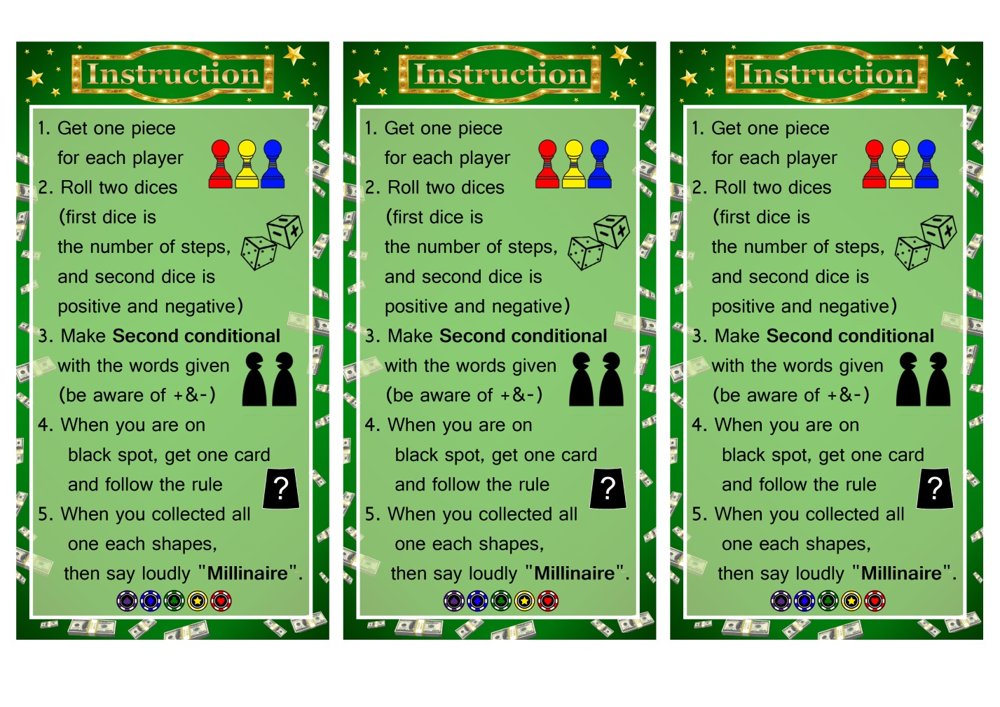 Instruction
1. Get one piece
for each player
2. Roll two dices
(first dice is
the number of steps,
and second dice is
positive and negative)
3. Make Second conditional
with the words given
(be aware of +&-)
4. When you are on
black spot, get one card
and follow the rule
?
5. When you collected all
one each shapes,
then say loudly "Millinaire".
Instruction
1. Get one piece
for each player
2. Roll two dices
(first dice is
the number of steps,
and second dice is
positive and negative)
3. Make Second conditional
with the words given
(be aware of +&-)
4. When you are on
black spot, get one card
and follow the rule
?
5. When you collected all
one each shapes,
then say loudly "Millinaire".
Instruction
1. Get one piece
for each player
2. Roll two dices
(first dice is
the number of steps,
and second dice is
positive and negative)
3. Make Second conditional
with the words given
(be aware of +&-)
4. When you are on
black spot, get one card
and follow the rule
?
5. When you collected all
one each shapes,
then say loudly "Millinaire".